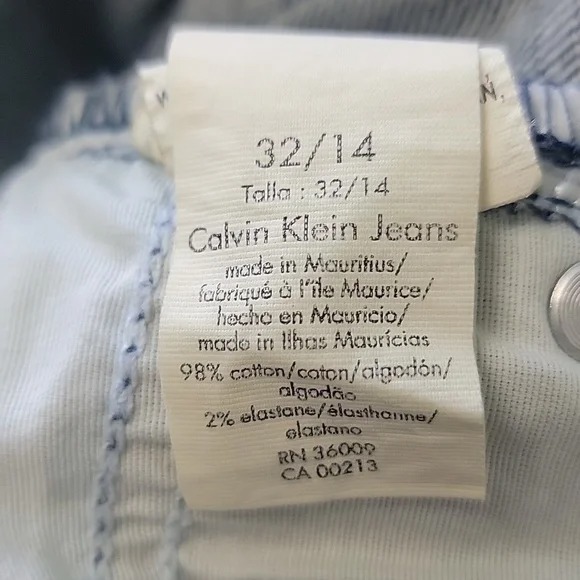 32/14
Talla : 32/14
Calvin Klein Jeans
made in Mauritius/
fabriqué à l'île Maurice/
hecho en Mauricio/
made in Ilhas Maurícias
98% cotton/coton/algodón/
algodão
2% elastane/élasthanne/
elastano
RN 36009
CA 00213